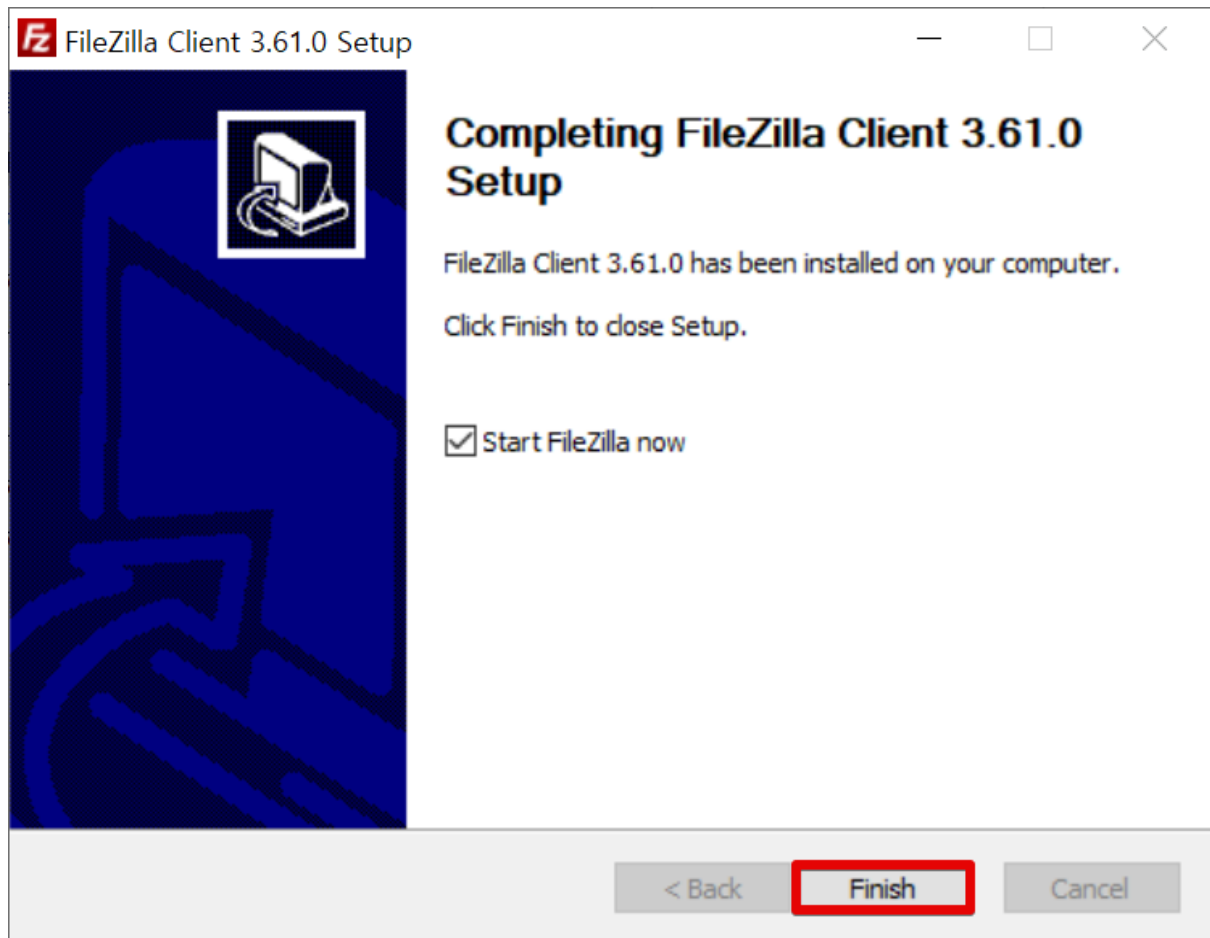 FileZilla Client 3.61.0 Setup
Completing FileZilla Client 3.61.0
Setup
FileZilla Client 3.61.0 has been installed on your computer.
Click Finish to close Setup.
Start FileZilla now
< Back
Finish
Cancel